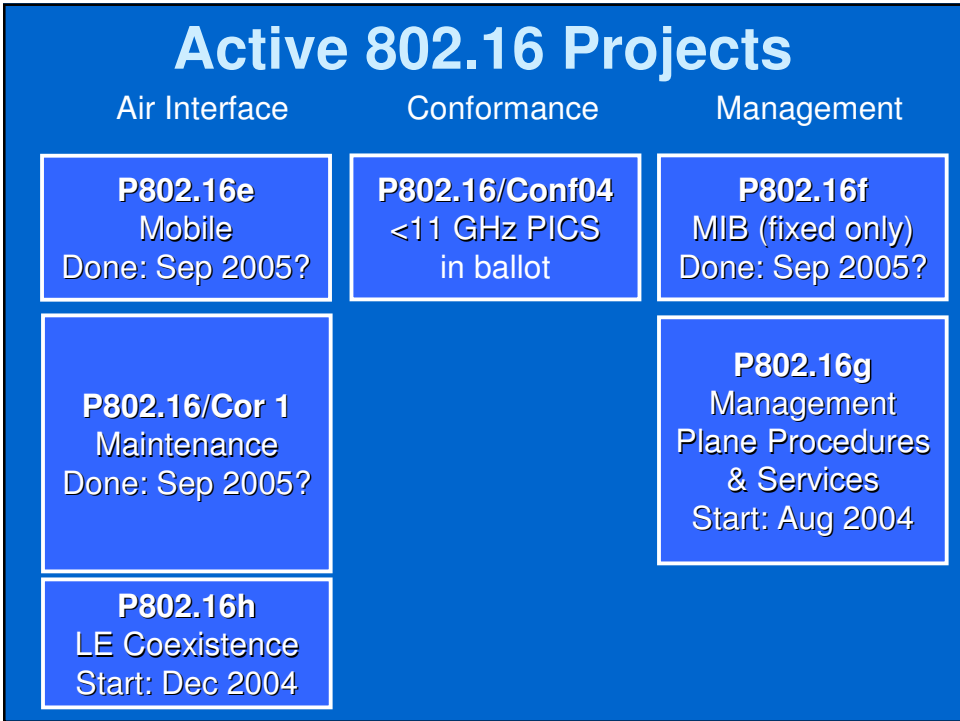 Active 802.16 Projects
Air Interface
Conformance
Management
P802.16e
Mobile
Done: Sep 2005?
P802.16/Conf04
<11 GHz PICS
in ballot
P802.16f
MIB (fixed only)
Done: Sep 2005?
P802.16/Cor 1
Maintenance
Done: Sep 2005?
P802.16g
Management
Plane Procedures
& Services
Start: Aug 2004
P802.16h
LE Coexistence
Start: Dec 2004